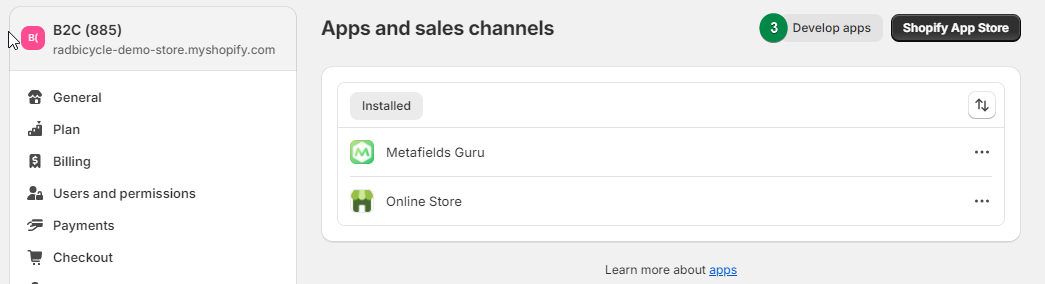 B(
B2C (885)
radbicycle-demo-store.myshopify.com
General
Plan
Billing
Users and permissions
Payments
Checkout
Apps and sales channels
3 Develop apps
Shopify App Store
Installed
Metafields Guru
Online Store
Learn more about apps